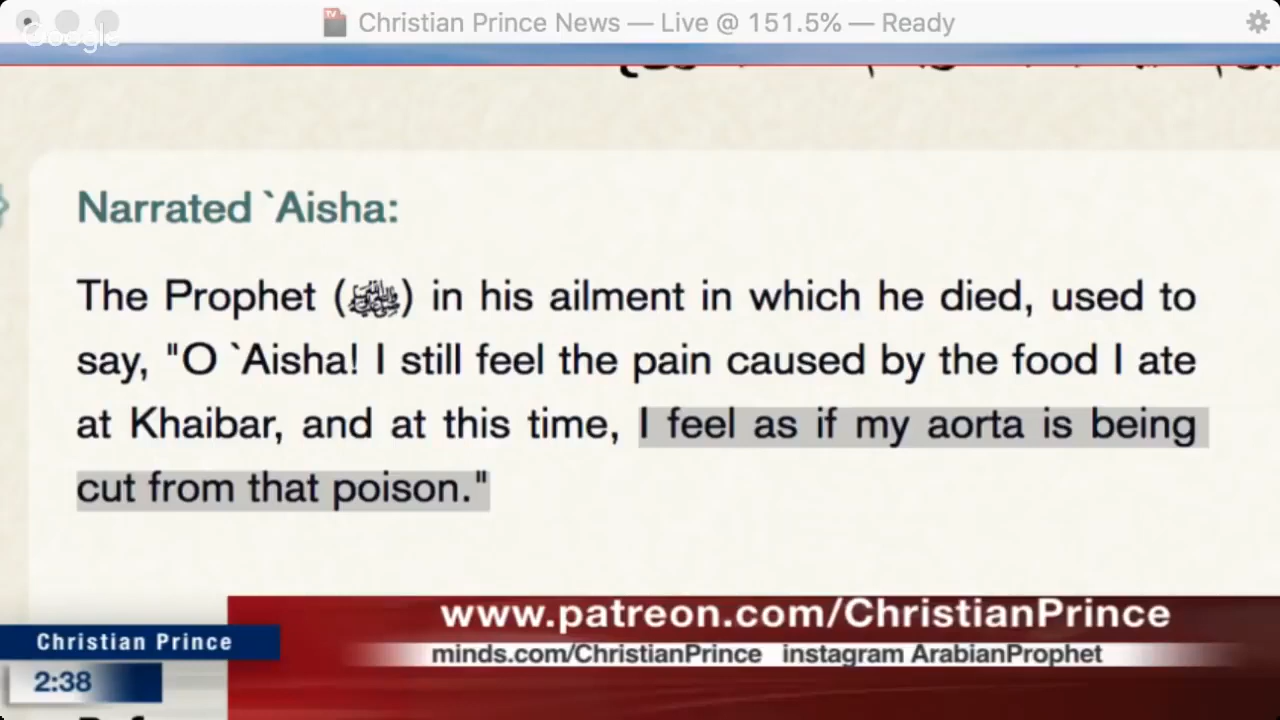 Christian Prince News — Live @ 151.5% — Ready
Google
Narrated `Aisha:
The Prophet (ﷺ) in his ailment in which he died, used to
say, "O `Aisha! I still feel the pain caused by the food I ate
at Khaibar, and at this time, I feel as if my aorta is being
cut from that poison."
www.patreon.com/ChristianPrince
Christian Prince
minds.com/ChristianPrince instagram ArabianProphet
2:38